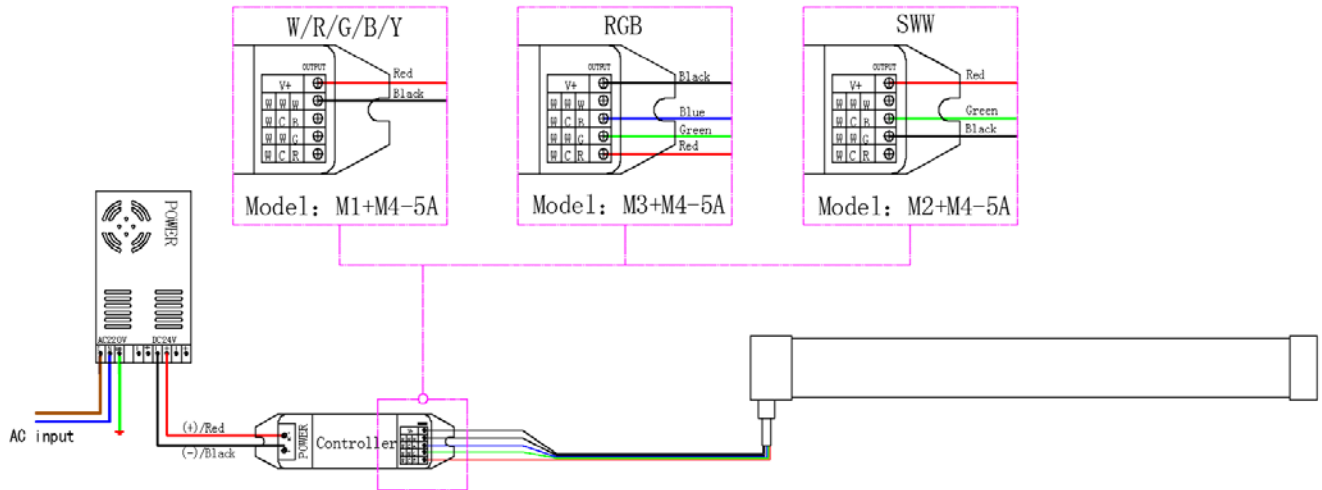 W/R/G/B/Y
OUTPUT
V+
W W W
W C R
W W G
W C R
Red
Black
Model: M1+M4-5A
RGB
OUTPUT
V+
W W W
W C R
W W G
W C R
Black
Blue
Green
Red
Model: M3+M4-5A
SWW
OUTPUT
V+
W W W
W C R
W W G
W C R
Red
Green
Black
Model: M2+M4-5A
POWER
AC220V
DC24V
AC input
(+)/Red
(-)/Black
POWER
Controller
V+